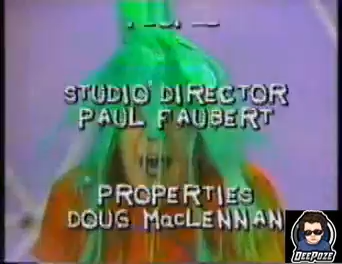 STUDIO DIRECTOR
PAUL FAUBERT
PROPERTIES
DOUG MacLENNAN
DEEPOZE